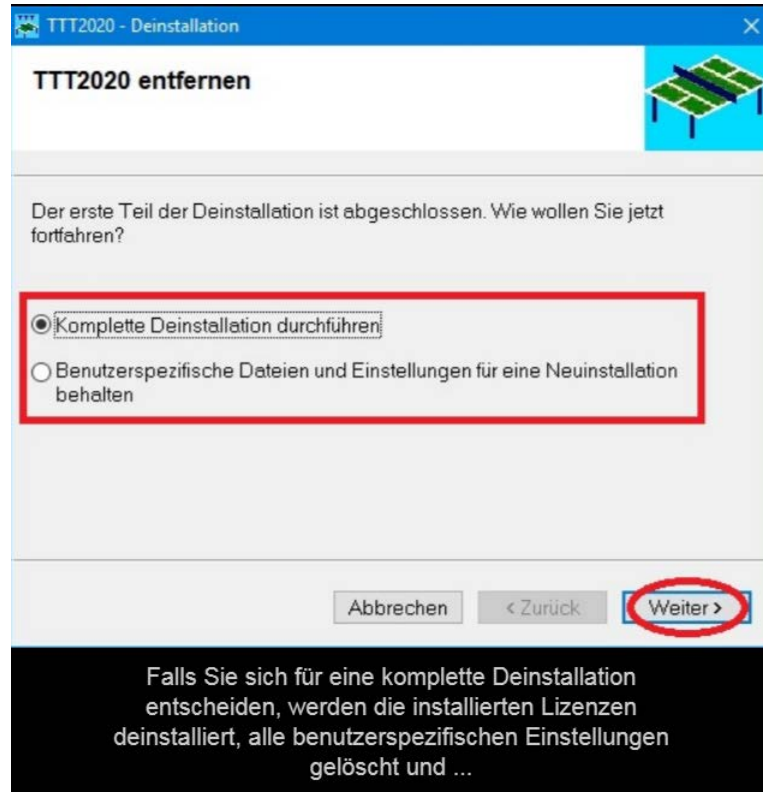 TTT2020 - Deinstallation
TTT2020 entfernen
Der erste Teil der Deinstallation ist abgeschlossen. Wie wollen Sie jetzt
fortfahren?
Komplette Deinstallation durchführen
Benutzerspezifische Dateien und Einstellungen für eine Neuinstallation
behalten
Abbrechen < Zurück Weiter >
Falls Sie sich für eine komplette Deinstallation
entscheiden, werden die installierten Lizenzen
deinstalliert, alle benutzerspezifischen Einstellungen
gelöscht und ...